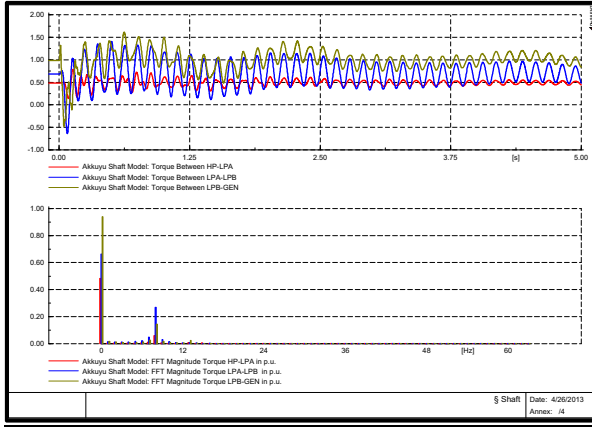 2.00
1.50
1.00
0.50
0.00
-0.50
-1.00
0.00 1.25 2.50 3.75 [s] 5.00
Akkuyu Shaft Model: Torque Between HP-LPA
Akkuyu Shaft Model: Torque Between LPA-LPB
Akkuyu Shaft Model: Torque Between LPB-GEN
1.00
0.80
0.60
0.40
0.20
0.00
0 12 24 36 48 [Hz] 60
Akkuyu Shaft Model: FFT Magnitude Torque HP-LPA in p.u.
Akkuyu Shaft Model: FFT Magnitude Torque LPA-LPB in p.u.
Akkuyu Shaft Model: FFT Magnitude Torque LPB-GEN in p.u.
§ Shaft
Date: 4/26/2013
Annex: /4